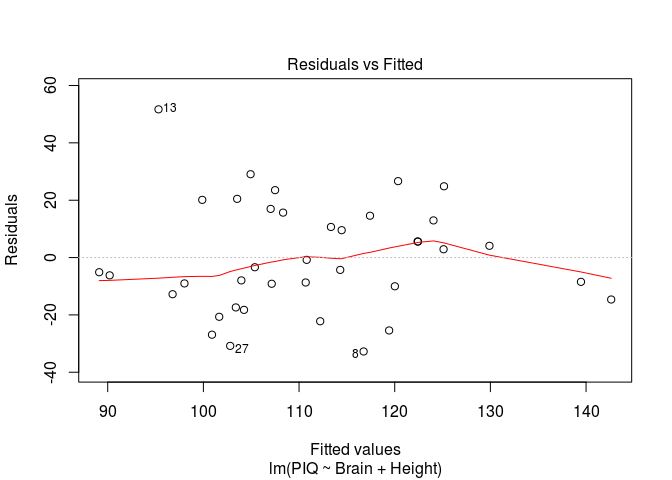 Residuals vs Fitted
Residuals
60
40
20
0
-20
-40
13
27
8
90 100 110 120 130 140
Fitted values
lm(PIQ ~ Brain + Height)